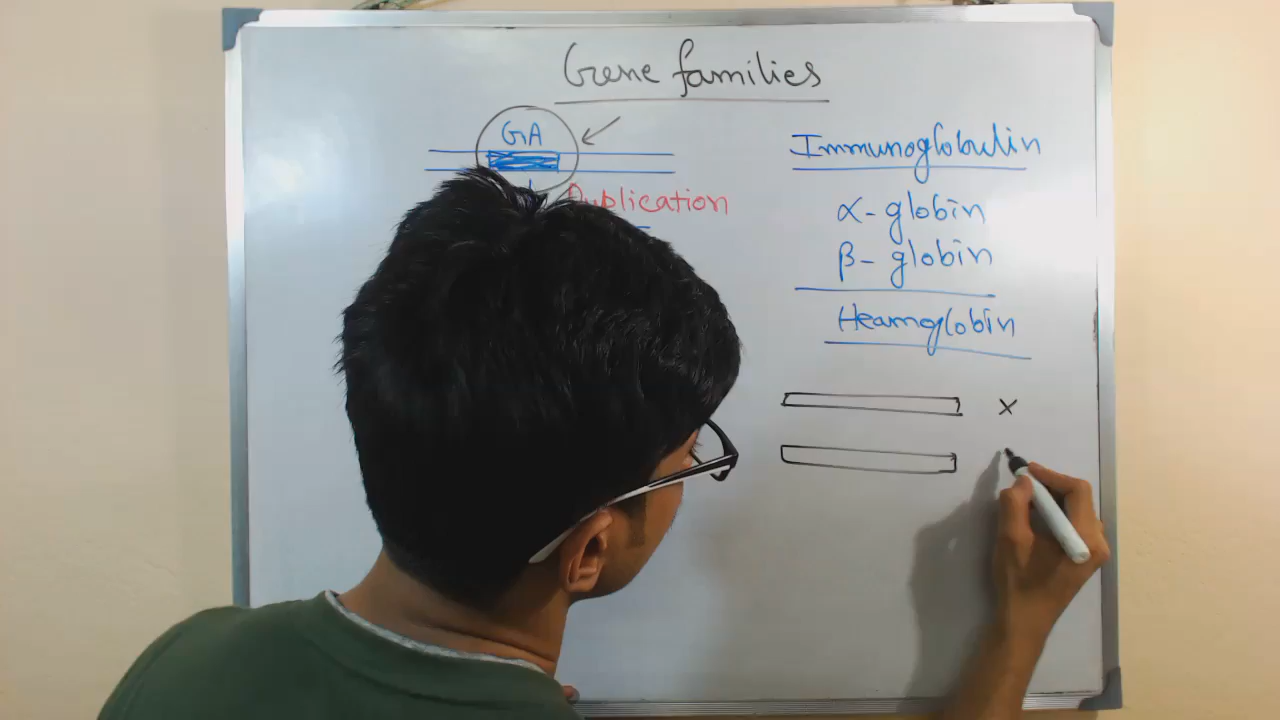 Gene families
GA
Duplication
Immunoglobulin
α-globin
β-globin
Heamoglobin
x